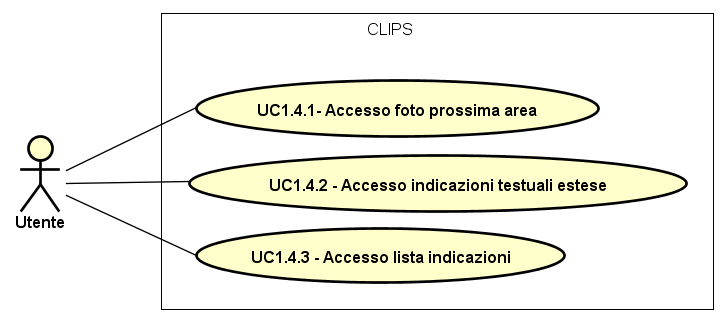 CLIPS
UC1.4.1- Accesso foto prossima area
UC1.4.2 - Accesso indicazioni testuali estese
Utente
UC1.4.3 - Accesso lista indicazioni